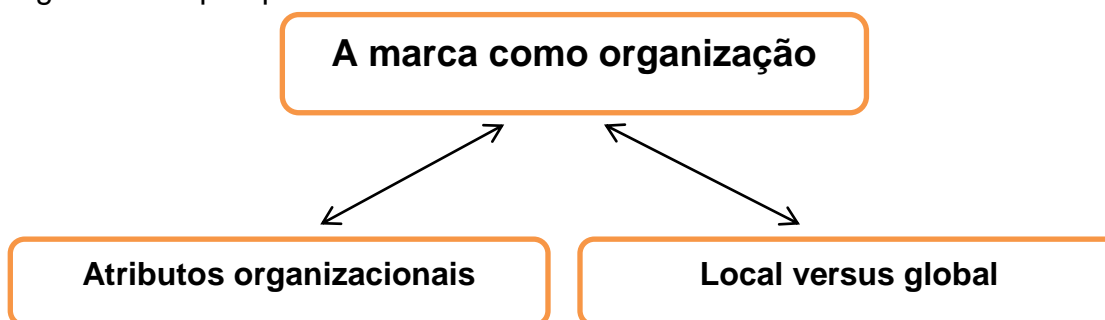 A marca como organização
Atributos organizacionais
Local versus global